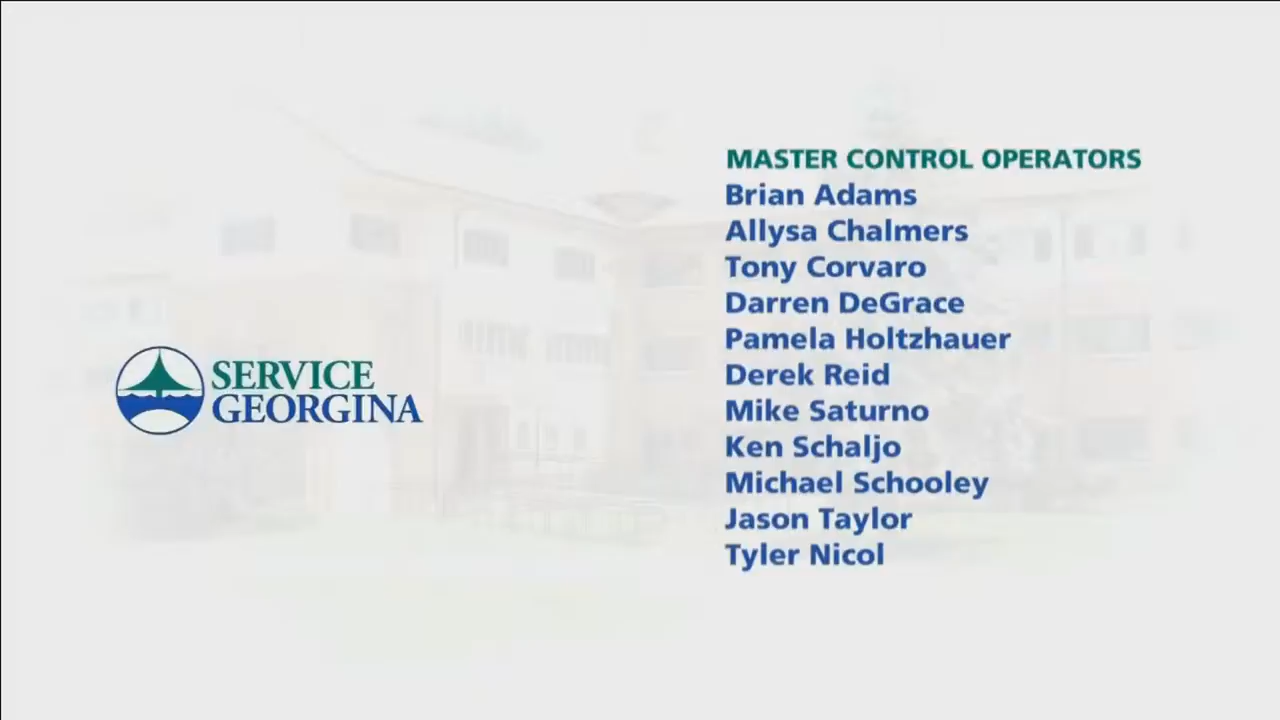 SERVICE
GEORGINA
MASTER CONTROL OPERATORS
Brian Adams
Allysa Chalmers
Tony Corvaro
Darren DeGrace
Pamela Holtzhauer
Derek Reid
Mike Saturno
Ken Schaljo
Michael Schooley
Jason Taylor
Tyler Nicol